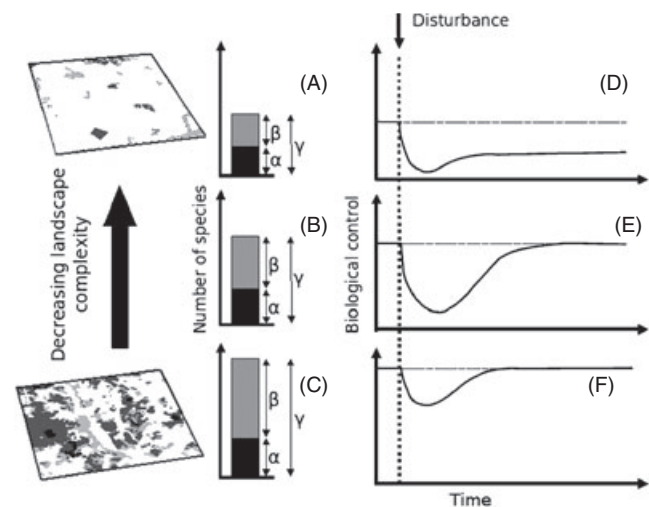 Disturbance
(A)
β
α
γ
(B)
β
α
γ
(C)
β
α
γ
Decreasing landscape
complexity
Number of species
(D)
(E)
(F)
Biological control
Time